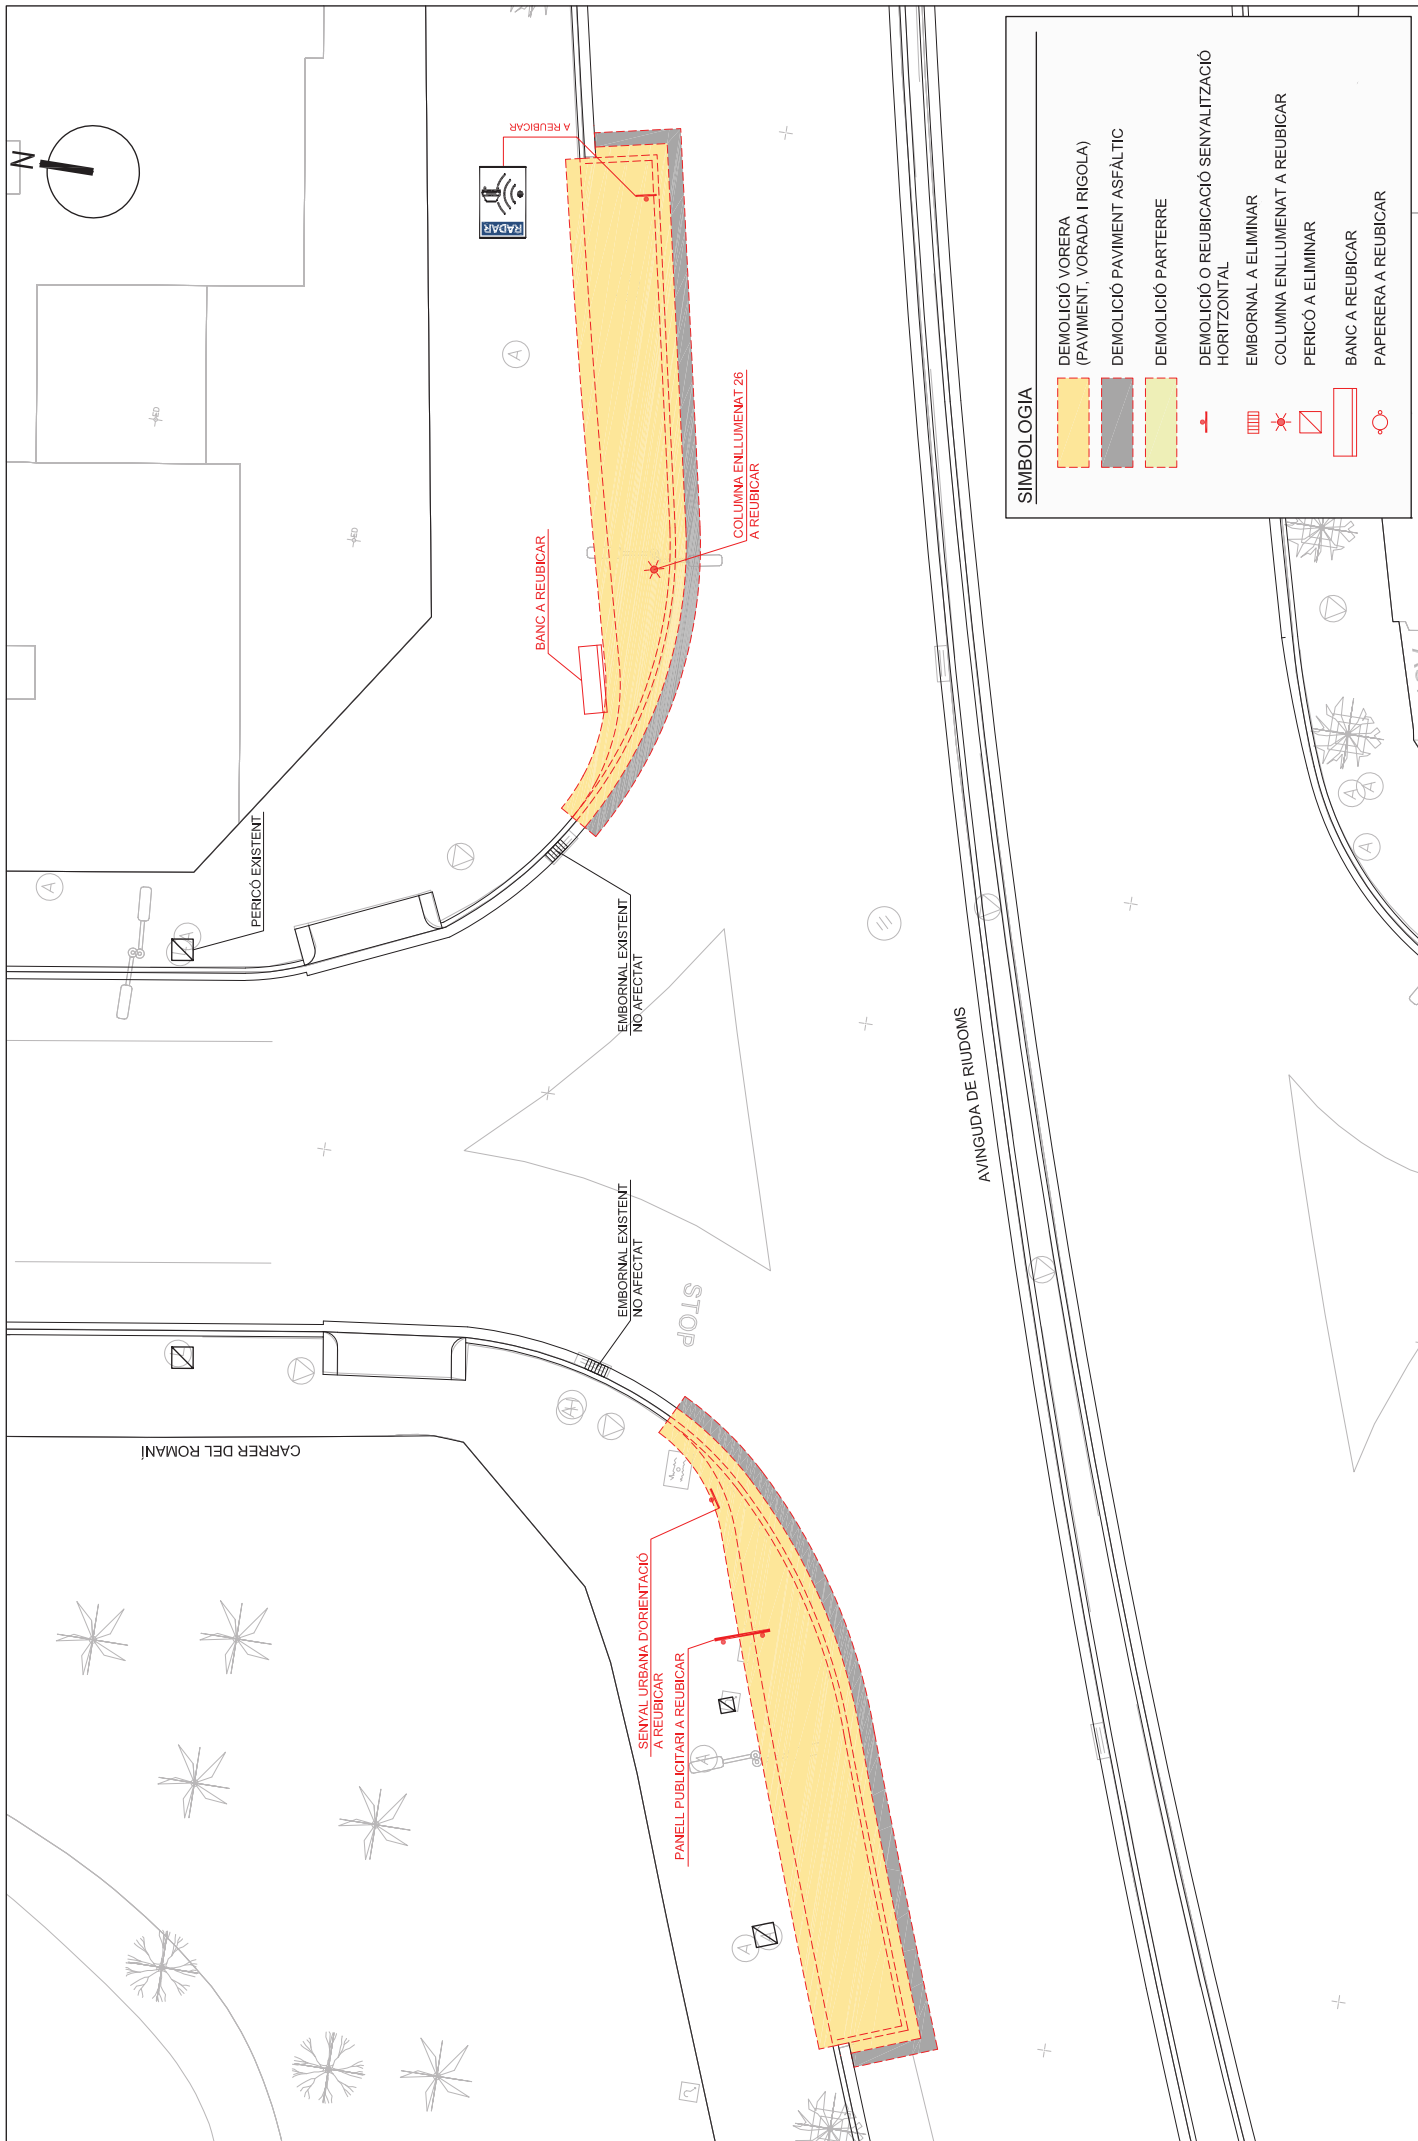 N
RADAR
A REUBICAR
BANC A REUBICAR
COLUMNA ENLLUMENAT 26
A REUBICAR
PERICÓ EXISTENT
EMBORNAL EXISTENT
NO AFECTAT
EMBORNAL EXISTENT
NO AFECTAT
STOP
AVINGUDA DE RIUDOMS
CARRER DEL ROMANÍ
SENYAL URBANA D'ORIENTACIÓ
A REUBICAR
PANELL PUBLICITARI A REUBICAR
SIMBOLOGIA
DEMOLICIÓ VORERA
(PAVIMENT, VORADA I RIGOLA)
DEMOLICIÓ PAVIMENT ASFÀLTIC
DEMOLICIÓ PARTERRE
DEMOLICIÓ O REUBICACIÓ SENYALITZACIÓ
HORITZONTAL
EMBORNAL A ELIMINAR
COLUMNA ENLLUMENAT A REUBICAR
PERICÓ A ELIMINAR
BANC A REUBICAR
PAPERERA A REUBICAR
A
A
A
A
A
A
A
A